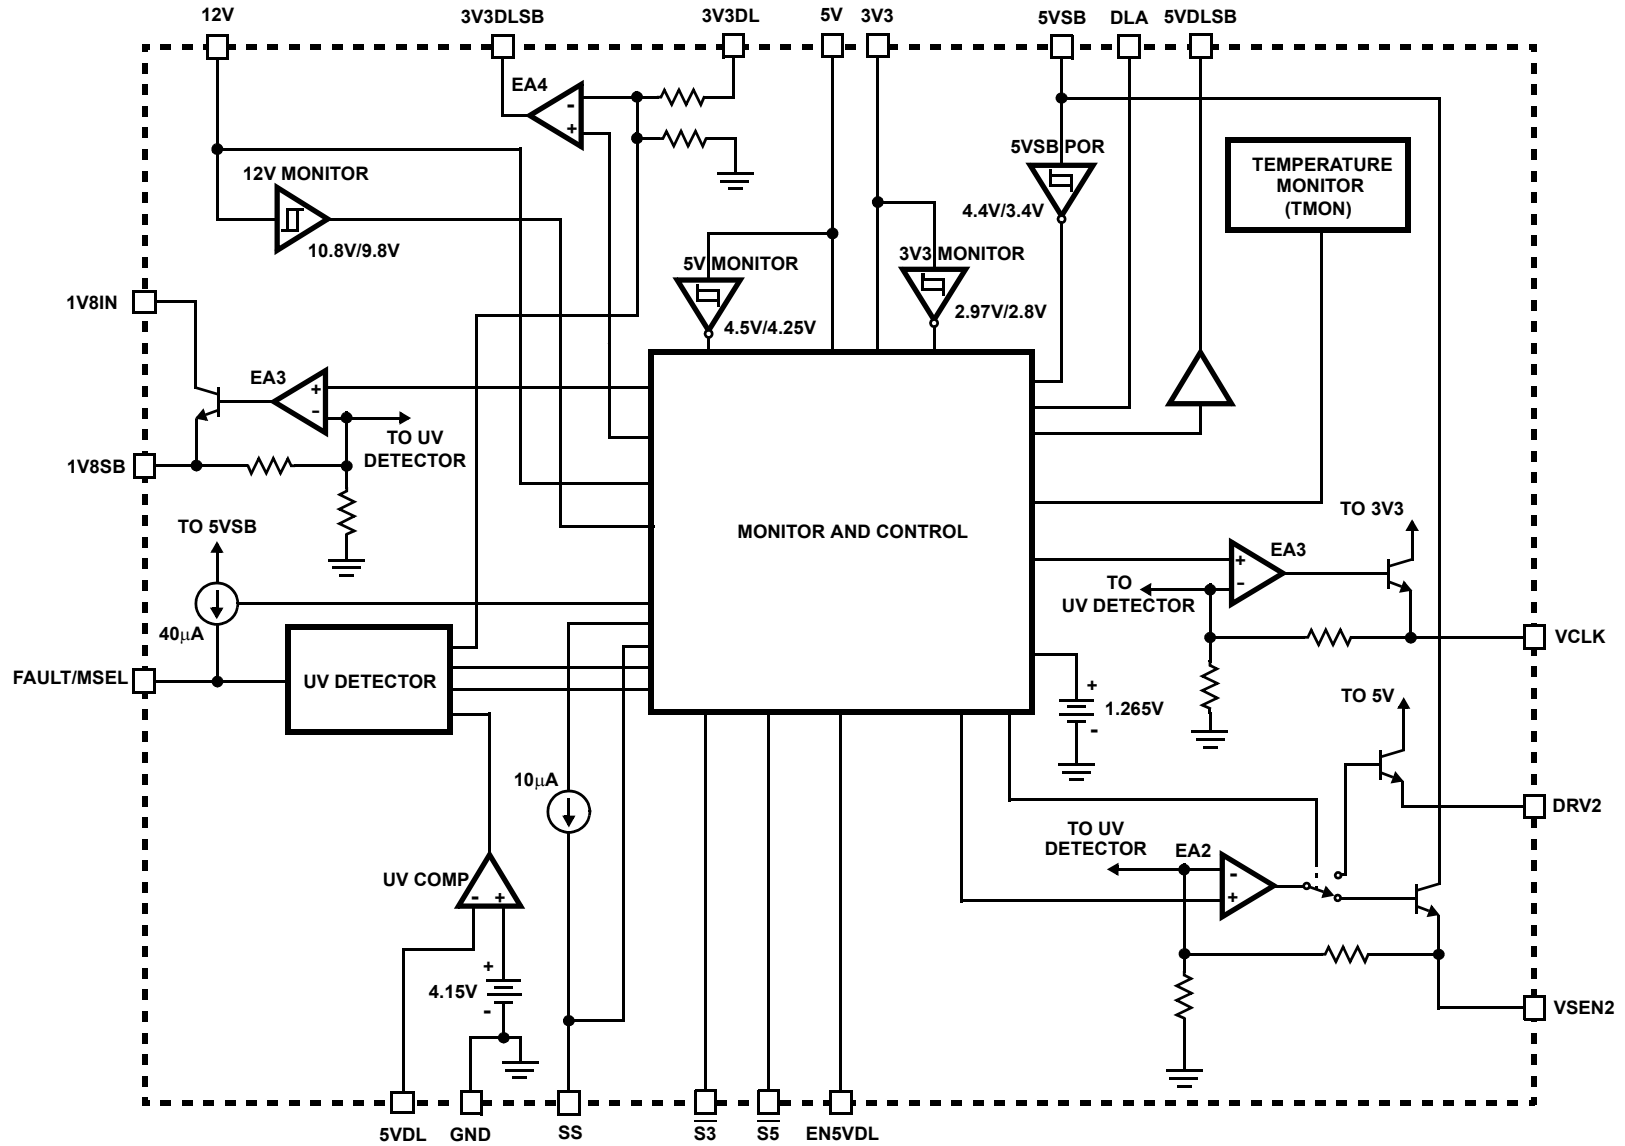 12V
3V3DLSB
3V3DL
5V
3V3
5VSB
DLA
5VDLSB
EA4
-
+
12V MONITOR
10.8V/9.8V
5VSB POR
4.4V/3.4V
TEMPERATURE
MONITOR
(TMON)
5V MONITOR
4.5V/4.25V
3V3 MONITOR
2.97V/2.8V
1V8IN
EA3
+
-
TO UV
DETECTOR
1V8SB
TO 5VSB
40µA
FAULT/MSEL
UV DETECTOR
MONITOR AND CONTROL
TO 3V3
EA3
+
-
TO
UV DETECTOR
VCLK
+
1.265V
-
TO 5V
DRV2
10µA
TO UV
DETECTOR
EA2
-
+
UV COMP
-
+
+
4.15V
-
VSEN2
5VDL
GND
SS
S3
S5
EN5VDL